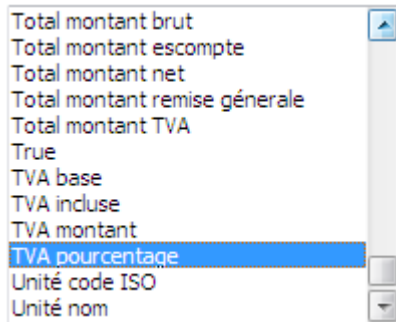 Total montant brut
Total montant escompte
Total montant net
Total montant remise génerale
Total montant TVA
True
TVA base
TVA incluse
TVA montant
TVA pourcentage
Unité code ISO
Unité nom